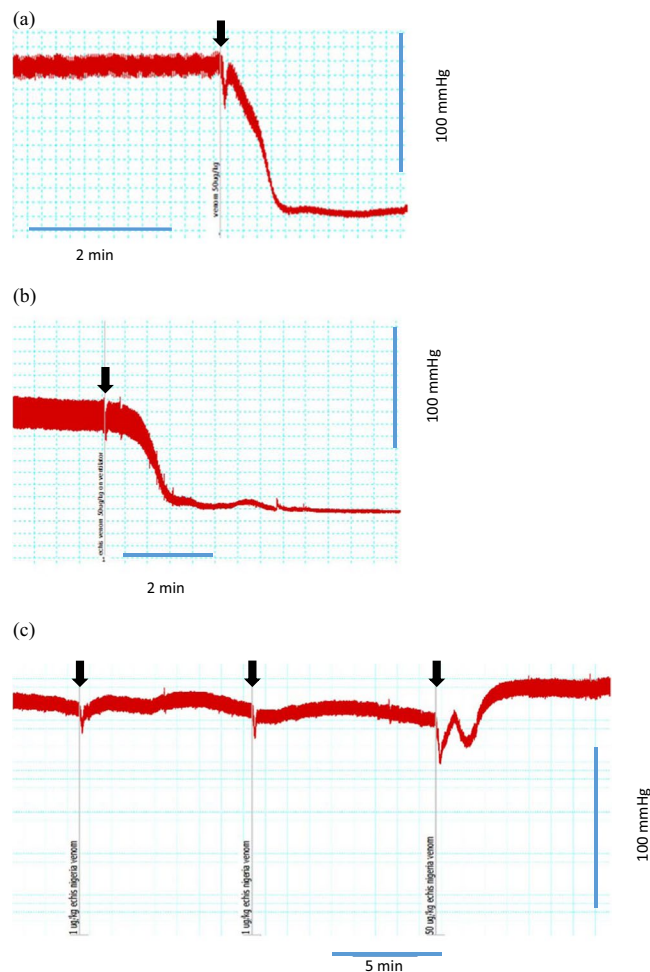 (a)
100 mmHg
venom 50ug/kg
2 min
(b)
100 mmHg
echis venom 50ug/kg on ventilator
2 min
(c)
100 mmHg
1 ug/kg echis nigeria venom
1 ug/kg echis nigeria venom
50 ug/kg echis nigeria venom
5 min